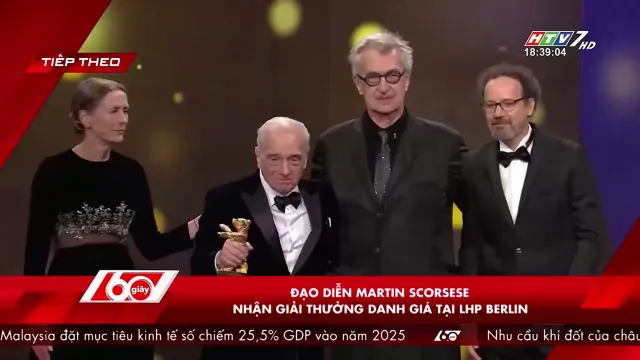 TIẾP THEO
HTV7 HD
18:39:04
60 giây
ĐẠO DIỄN MARTIN SCORSESE
NHẬN GIẢI THƯỞNG DANH GIÁ TẠI LHP BERLIN
Malaysia đặt mục tiêu kinh tế số chiếm 25,5% GDP vào năm 2025 60 giây Nhu cầu khí đốt của châu